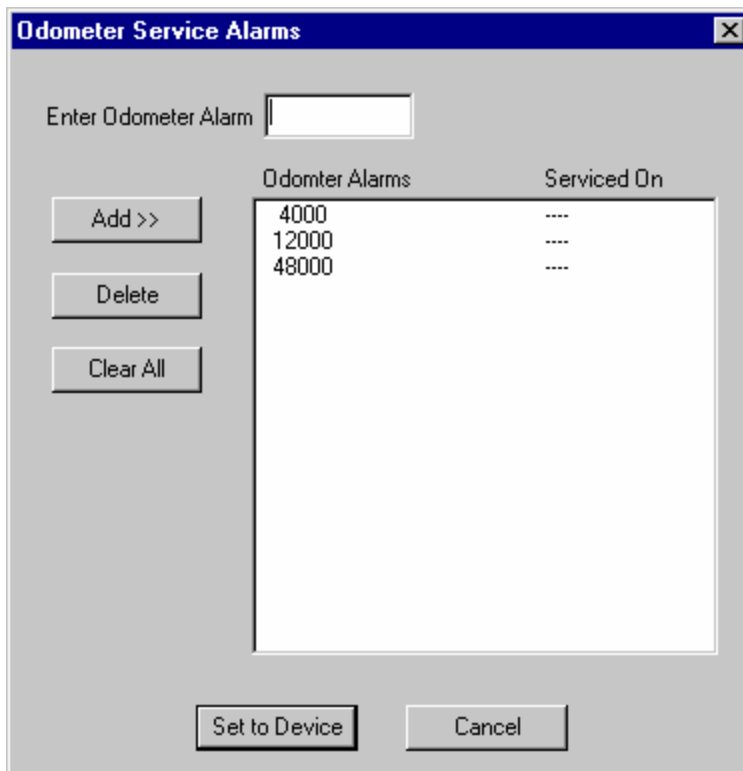 Odometer Service Alarms
Enter Odometer Alarm
Odomter Alarms Serviced On
Add >>
4000 ----
12000 ----
48000 ----
Delete
Clear All
Set to Device Cancel